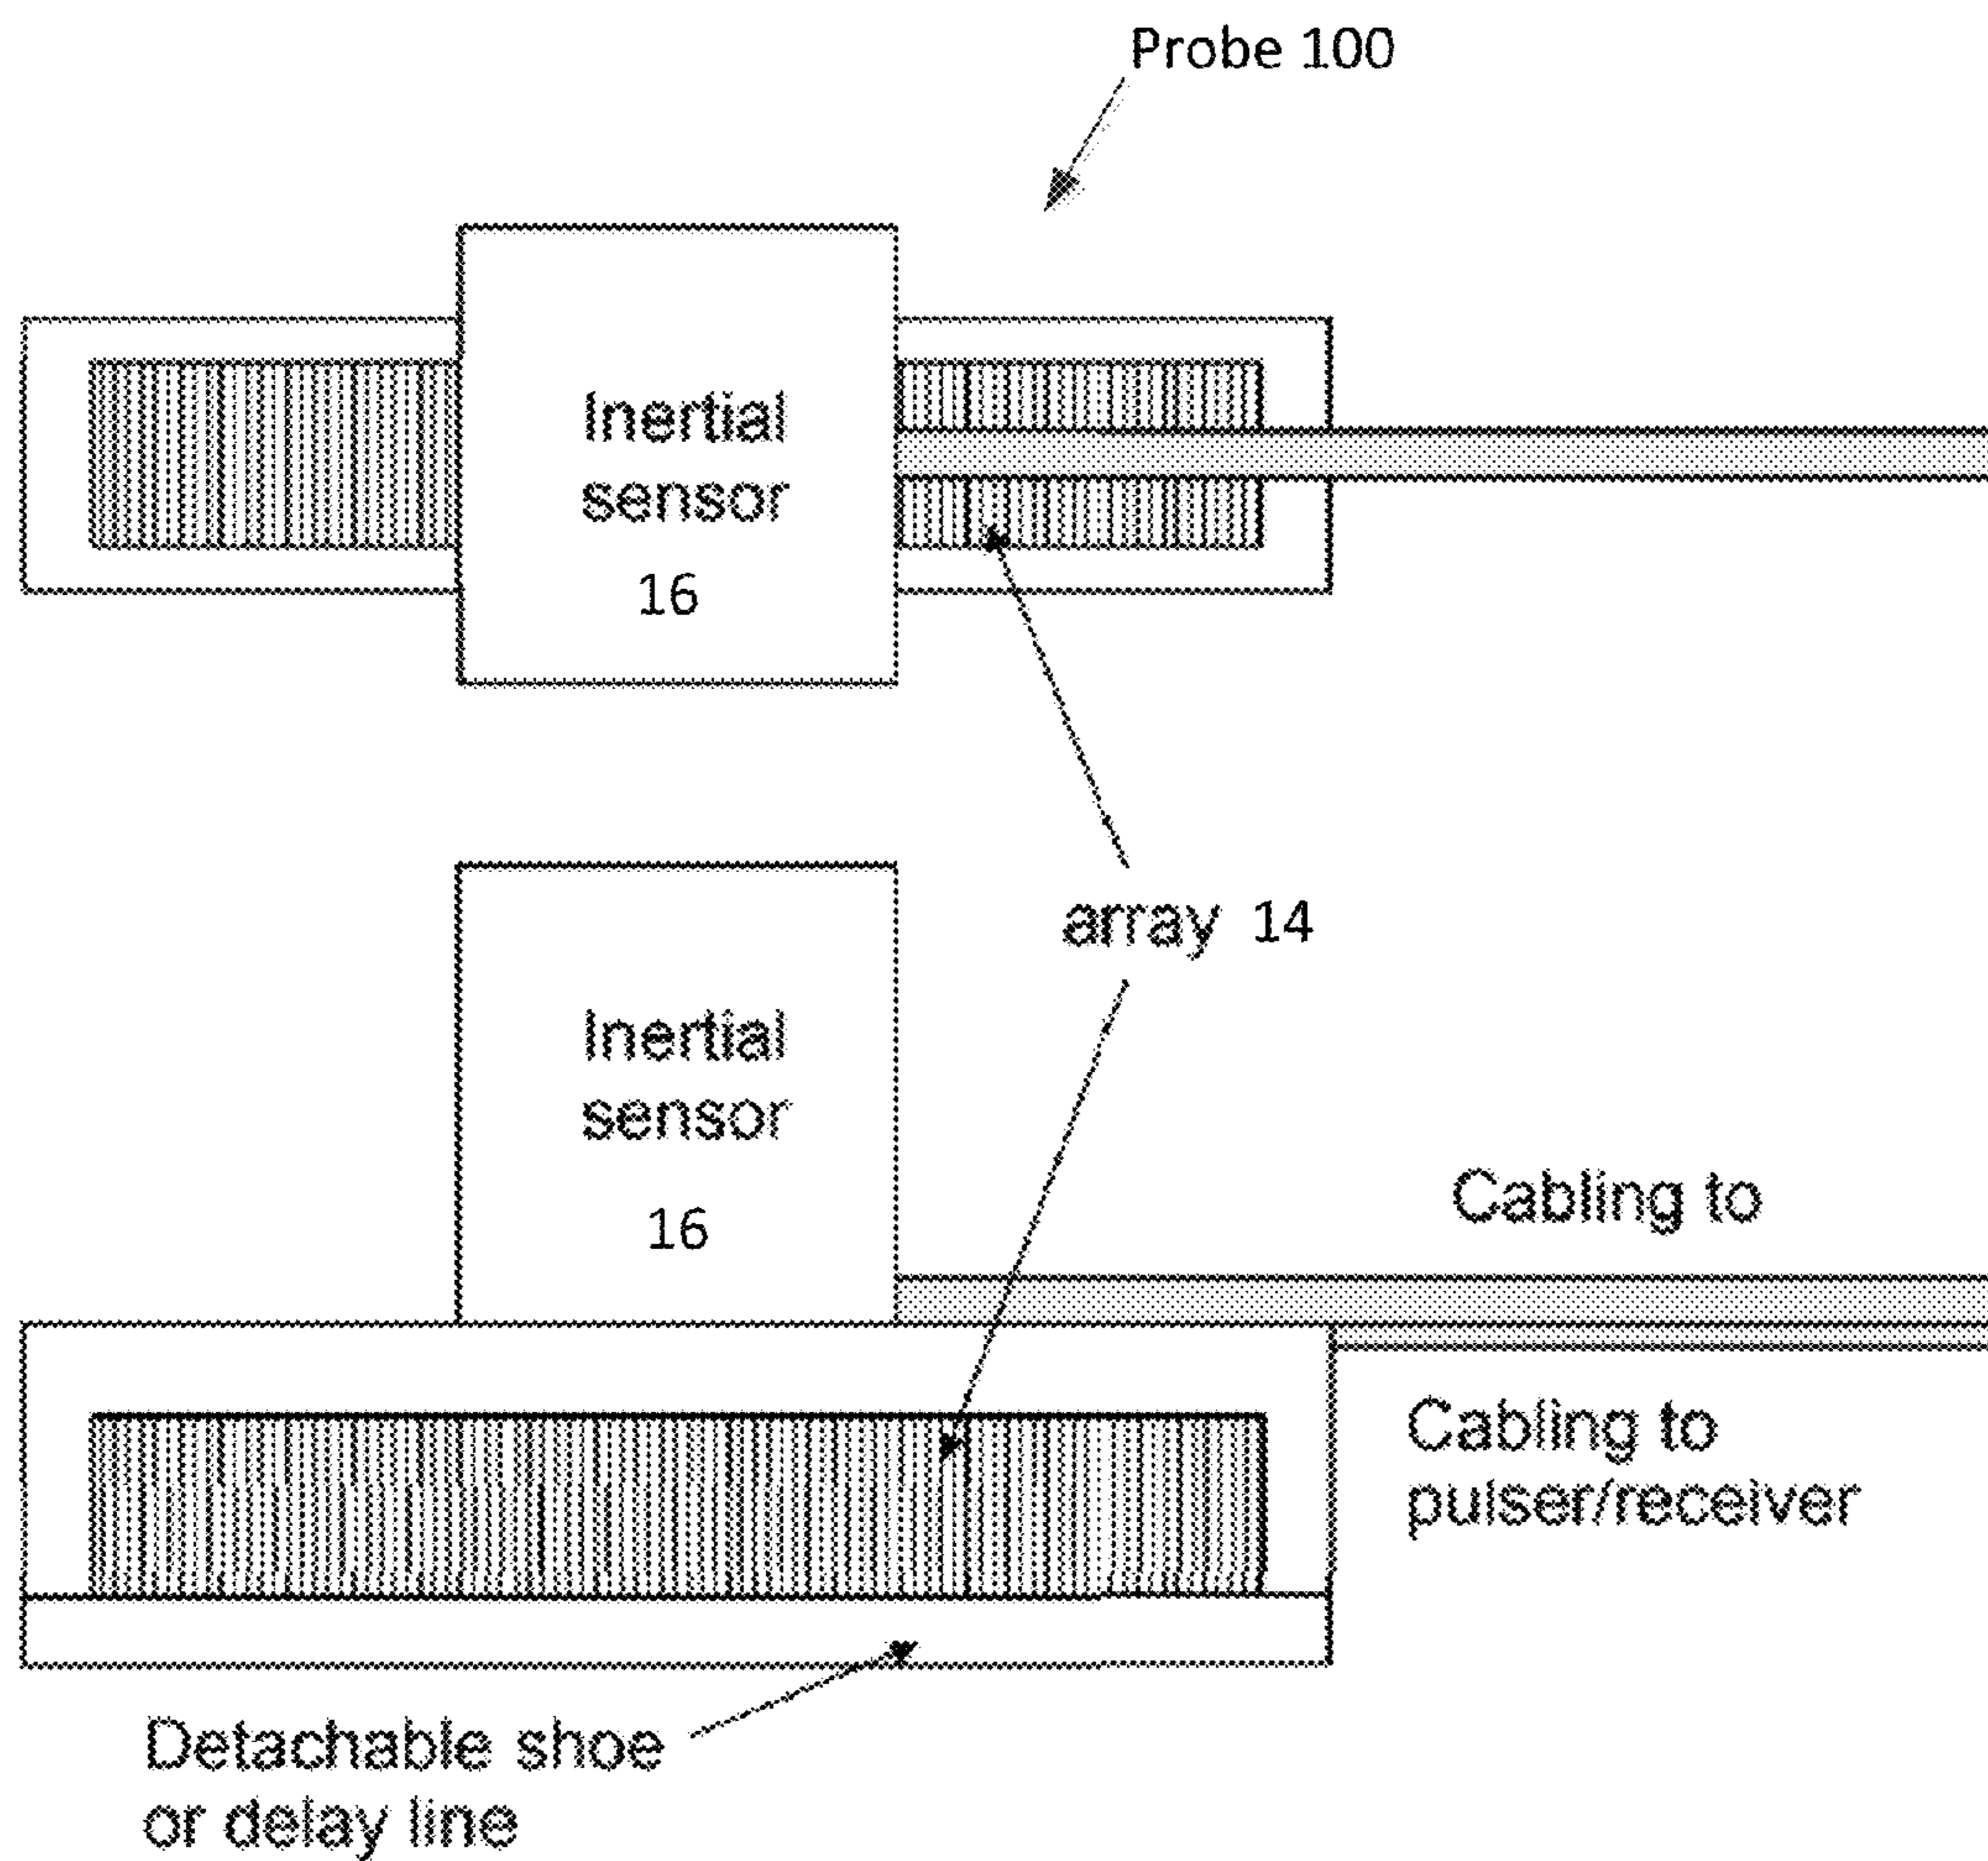 Probe 100
Inertial
sensor
16
array 14
Inertial
sensor
16
Cabling to
Cabling to
pulser/receiver
Detachable shoe
or delay line